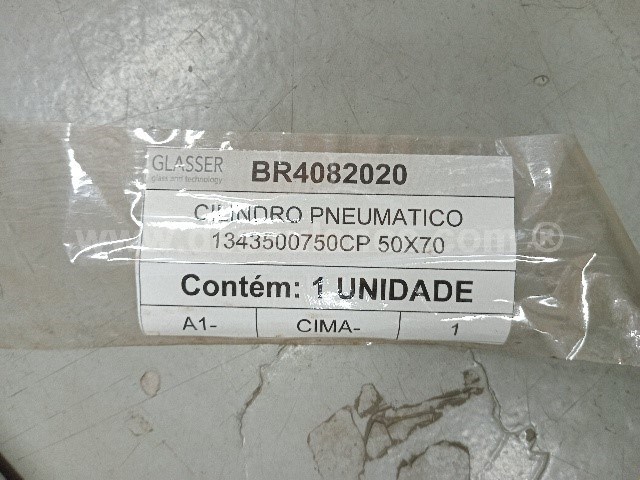 GLASSER
glass and technology
BR4082020
CILINDRO PNEUMATICO
1343500750CP 50X70
Contém: 1 UNIDADE
A1- CIMA- 1